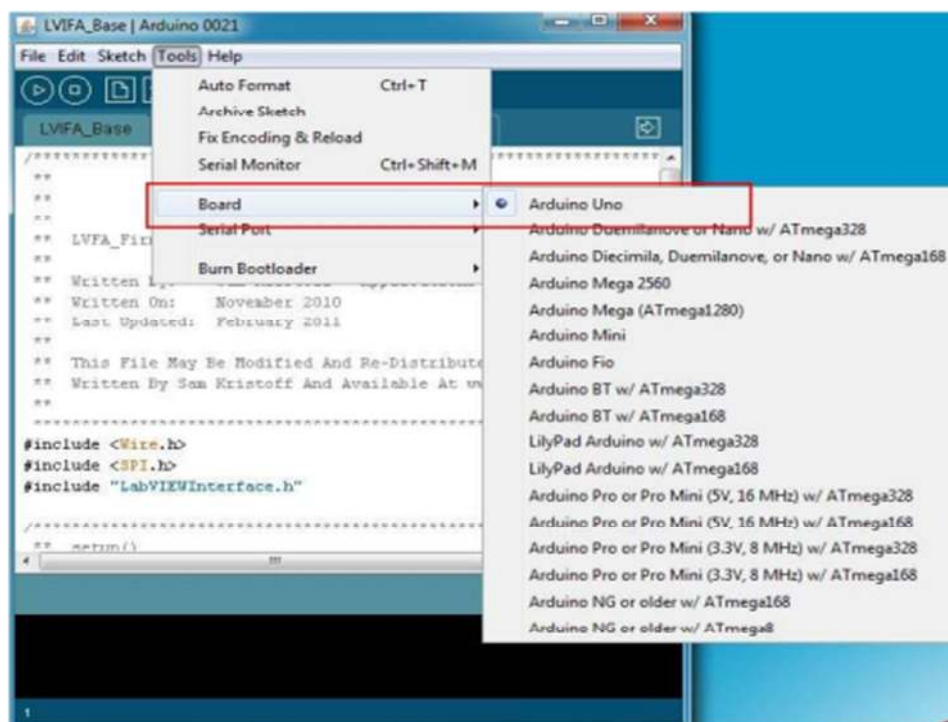 LVIFA_Base | Arduino 0021
File Edit Sketch Tools Help
LVIFA_Base
Auto Format Ctrl+T
Archive Sketch
Fix Encoding & Reload
Serial Monitor Ctrl+Shift+M
Board
Serial Port
Burn Bootloader
Arduino Uno
Arduino Duemilanove or Nano w/ ATmega328
Arduino Diecimila, Duemilanove, or Nano w/ ATmega168
Arduino Mega 2560
Arduino Mega (ATmega1280)
Arduino Mini
Arduino Fio
Arduino BT w/ ATmega328
Arduino BT w/ ATmega168
LilyPad Arduino w/ ATmega328
LilyPad Arduino w/ ATmega168
Arduino Pro or Pro Mini (5V, 16 MHz) w/ ATmega328
Arduino Pro or Pro Mini (5V, 16 MHz) w/ ATmega168
Arduino Pro or Pro Mini (3.3V, 8 MHz) w/ ATmega328
Arduino Pro or Pro Mini (3.3V, 8 MHz) w/ ATmega168
Arduino NG or older w/ ATmega168
Arduino NG or older w/ ATmega8
/**********************************
**
**
**
** LVFA_Fir
**
** Written
** Written On: November 2010
** Last Updated: February 2011
**
** This File May Be Modified And Re-Distribute
** Written By Sam Kristoff And Available At
**
**********************************
#include <Wire.h>
#include <SPI.h>
#include "LabVIEWInterface.h"
/**********************************
** setup()
1